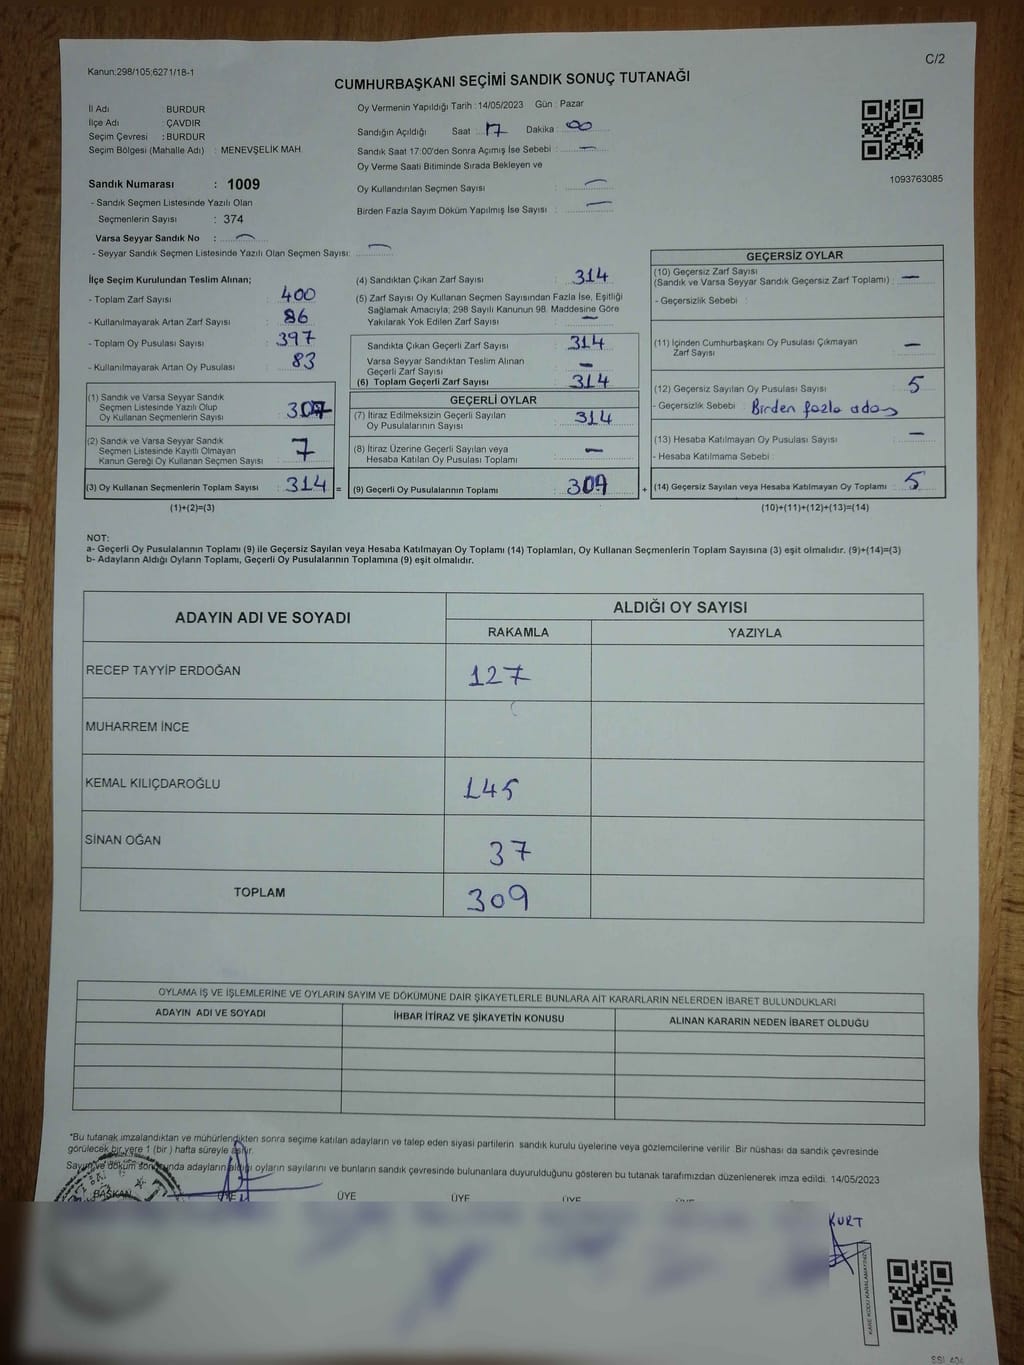 C/2
Kanun:298/105;6271/18-1
CUMHURBAŞKANI SEÇİMİ SANDIK SONUÇ TUTANAĞI
İl Adı : BURDUR
İlçe Adı : ÇAVDIR
Seçim Çevresi : BURDUR
Seçim Bölgesi (Mahalle Adı) : MENEVŞELİK MAH.
Sandık Numarası : 1009
- Sandık Seçmen Listesinde Yazılı Olan
Seçmenlerin Sayısı : 374
Varsa Seyyar Sandık No : —
- Seyyar Sandık Seçmen Listesinde Yazılı Olan Seçmen Sayısı: —
Oy Vermenin Yapıldığı Tarih : 14/05/2023 Gün : Pazar
Sandığın Açıldığı Saat : 17 Dakika : 00
Sandık Saat 17:00'den Sonra Açımış İse Sebebi : —
Oy Verme Saati Bitiminde Sırada Bekleyen ve
Oy Kullandırılan Seçmen Sayısı : —
Birden Fazla Sayım Döküm Yapılmış İse Sayısı : —
1093763085
İlçe Seçim Kurulundan Teslim Alınan;
- Toplam Zarf Sayısı : 400
- Kullanılmayarak Artan Zarf Sayısı : 86
- Toplam Oy Pusulası Sayısı : 397
- Kullanılmayarak Artan Oy Pusulası : 83
(1) Sandık ve Varsa Seyyar Sandık
Seçmen Listesinde Yazılı Olup
Oy Kullanan Seçmenlerin Sayısı : 307
(2) Sandık ve Varsa Seyyar Sandık
Seçmen Listesinde Kayıtlı Olmayan
Kanun Gereği Oy Kullanan Seçmen Sayısı : 7
(3) Oy Kullanan Seçmenlerin Toplam Sayısı : 314 =
(1)+(2)=(3)
(4) Sandıktan Çıkan Zarf Sayısı : 314
(5) Zarf Sayısı Oy Kullanan Seçmen Sayısından Fazla İse, Eşitliği
Sağlamak Amacıyla; 298 Sayılı Kanunun 98. Maddesine Göre
Yakılarak Yok Edilen Zarf Sayısı : —
Sandıkta Çıkan Geçerli Zarf Sayısı : 314
Varsa Seyyar Sandıktan Teslim Alınan
Geçerli Zarf Sayısı : —
(6) Toplam Geçerli Zarf Sayısı : 314
GEÇERLİ OYLAR
(7) İtiraz Edilmeksizin Geçerli Sayılan
Oy Pusulalarının Sayısı : 314
(8) İtiraz Üzerine Geçerli Sayılan veya
Hesaba Katılan Oy Pusulası Toplamı : —
(9) Geçerli Oy Pusulalarının Toplamı : 309 +
GEÇERSİZ OYLAR
(10) Geçersiz Zarf Sayısı
(Sandık ve Varsa Seyyar Sandık Geçersiz Zarf Toplamı) : —
- Geçersizlik Sebebi :
(11) İçinden Cumhurbaşkanı Oy Pusulası Çıkmayan
Zarf Sayısı : —
(12) Geçersiz Sayılan Oy Pusulası Sayısı : 5
- Geçersizlik Sebebi : Birden fazla aday
(13) Hesaba Katılmayan Oy Pusulası Sayısı : —
- Hesaba Katılmama Sebebi :
(14) Geçersiz Sayılan veya Hesaba Katılmayan Oy Toplamı : 5
(10)+(11)+(12)+(13)=(14)
NOT:
a- Geçerli Oy Pusulalarının Toplamı (9) ile Geçersiz Sayılan veya Hesaba Katılmayan Oy Toplamı (14) Toplamları, Oy Kullanan Seçmenlerin Toplam Sayısına (3) eşit olmalıdır. (9)+(14)=(3)
b- Adayların Aldığı Oyların Toplamı, Geçerli Oy Pusulalarının Toplamına (9) eşit olmalıdır.
ADAYIN ADI VE SOYADI
ALDIĞI OY SAYISI
RAKAMLA YAZIYLA
RECEP TAYYİP ERDOĞAN 127
MUHARREM İNCE
KEMAL KILIÇDAROĞLU 145
SİNAN OĞAN 37
TOPLAM 309
OYLAMA İŞ VE İŞLEMLERİNE VE OYLARIN SAYIM VE DÖKÜMÜNE DAİR ŞİKAYETLERLE BUNLARA AİT KARARLARIN NELERDEN İBARET BULUNDUKLARI
ADAYIN ADI VE SOYADI İHBAR İTİRAZ VE ŞİKAYETİN KONUSU ALINAN KARARIN NEDEN İBARET OLDUĞU
*Bu tutanak imzalandıktan ve mühürlendikten sonra seçime katılan adayların ve talep eden siyasi partilerin sandık kurulu üyelerine veya gözlemcilerine verilir. Bir nüshası da sandık çevresinde
görülecek bir yere 1 (bir ) hafta süreyle asılır.
Sayım ve döküm sonucunda adayların aldığı oyların sayılarını ve bunların sandık çevresinde bulunanlara duyurulduğunu gösteren bu tutanak tarafımızdan düzenlenerek imza edildi. 14/05/2023
BAŞKAN ÜYE ÜYE ÜYE ÜYE
KURT
KARE KODU KARALAMAYINIZ